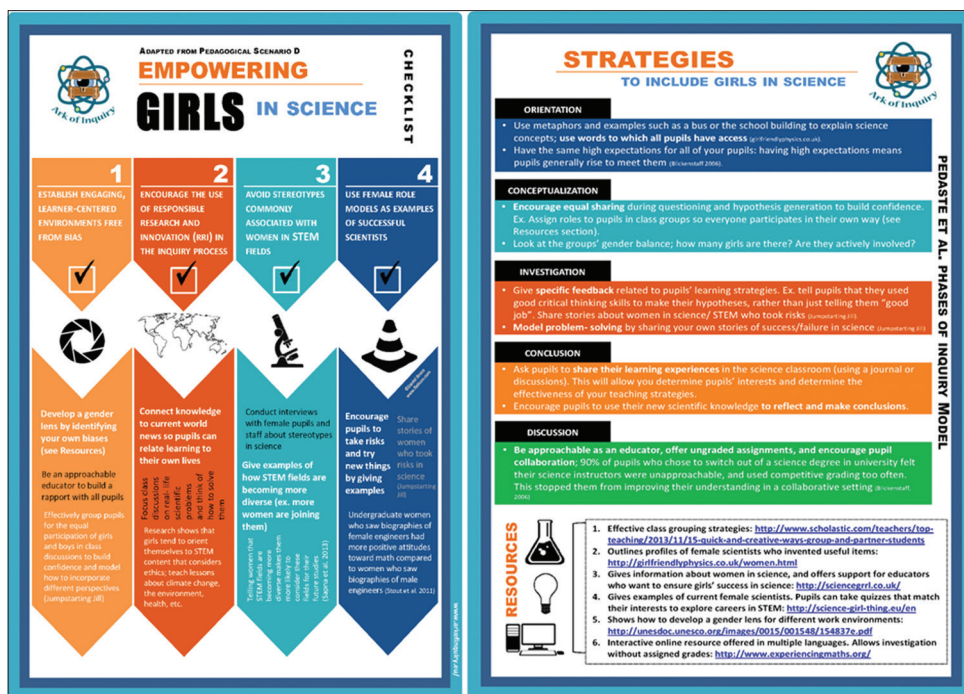 ADAPTED FROM PEDAGOGICAL SCENARIO D
EMPOWERING
GIRLS IN SCIENCE
CHECKLIST
Ark of Inquiry
1
ESTABLISH ENGAGING,
LEARNER-CENTERED
ENVIRONMENTS FREE
FROM BIAS
Develop a gender
lens by identifying
your own biases
(see Resources)
Be an approachable
educator to build a
rapport with all pupils
Effectively group pupils
for the equal
participation of girls
and boys in class
discussions to build
confidence and model
how to incorporate
different perspectives
(Jumpstarting Jill)
2
ENCOURAGE THE USE
OF RESPONSIBLE
RESEARCH AND
INNOVATION (RRI) IN
THE INQUIRY PROCESS
Connect knowledge
to current world
news so pupils can
relate learning to
their own lives
Focus class
discussions
on real- life
scientific
problems
and think of
how to solve
them
Research shows that
girls tend to orient
themselves to STEM
content that considers
ethics; teach lessons
about climate change,
the environment,
health, etc.
3
AVOID STEREOTYPES
COMMONLY
ASSOCIATED WITH
WOMEN IN STEM
FIELDS
Conduct interviews
with female pupils and
staff about stereotypes
in science
Give examples of
how STEM fields are
becoming more
diverse (ex. more
women are joining
them)
Telling women that
STEM fields are
becoming more
diverse makes them
more likely to
consider these
fields for their
future studies
4
USE FEMALE ROLE
MODELS AS EXAMPLES
OF SUCCESSFUL
SCIENTISTS
Encourage
pupils to
take risks
and try
new things
by giving
examples
Share
stories of
women
who took
risks in
science
(Jumpstarting
Jill)
Undergraduate women
who saw biographies of
female engineers had
more positive attitudes
toward math compared
to women who saw
biographies of male
engineers (Stout et al. 2011)
www.arkofinquiry.eu/
STRATEGIES
TO INCLUDE GIRLS IN SCIENCE
Ark of Inquiry
PEDASTE ET AL. PHASES OF INQUIRY MODEL
ORIENTATION
• Use metaphors and examples such as a bus or the school building to explain science
concepts; use words to which all pupils have access (girlfriendlyphysics.co.uk).
• Have the same high expectations for all of your pupils: having high expectations means
pupils generally rise to meet them (Blickenstaff 2006).
CONCEPTUALIZATION
• Encourage equal sharing during questioning and hypothesis generation to build confidence.
Ex. Assign roles to pupils in class groups so everyone participates in their own way (see
Resources section).
• Look at the groups' gender balance; how many girls are there? Are they actively involved?
INVESTIGATION
• Give specific feedback related to pupils' learning strategies. Ex. tell pupils that they used
good critical thinking skills to make their hypotheses, rather than just telling them "good
job". Share stories about women in science/ STEM who took risks (Jumpstarting Jill).
• Model problem- solving by sharing your own stories of success/failure in science (Jumpstarting Jill)
CONCLUSION
• Ask pupils to share their learning experiences in the science classroom (using a journal or
discussions). This will allow you determine pupils' interests and determine the
effectiveness of your teaching strategies.
• Encourage pupils to use their new scientific knowledge to reflect and make conclusions.
DISCUSSION
• Be approachable as an educator, offer ungraded assignments, and encourage pupil
collaboration; 90% of pupils who chose to switch out of a science degree in university felt
their science instructors were unapproachable, and used competitive grading too often.
This stopped them from improving their understanding in a collaborative setting (Blickenstaff,
2006)
RESOURCES
1. Effective class grouping strategies: http://www.scholastic.com/teachers/top-
teaching/2013/11/15-quick-and-creative-ways-group-and-partner-students
2. Outlines profiles of female scientists who invented useful items:
http://girlfriendlyphysics.co.uk/women.html
3. Gives information about women in science, and offers support for educators
who want to ensure girls' success in science: http://sciencegrrl.co.uk/
4. Gives examples of current female scientists. Pupils can take quizzes that match
their interests to explore careers in STEM: http://science-girl-thing.eu/en
5. Shows how to develop a gender lens for different work environments:
http://unesdoc.unesco.org/images/0015/001548/154837e.pdf
6. Interactive online resource offered in multiple languages. Allows investigation
without assigned grades: http://www.experiencingmaths.org/